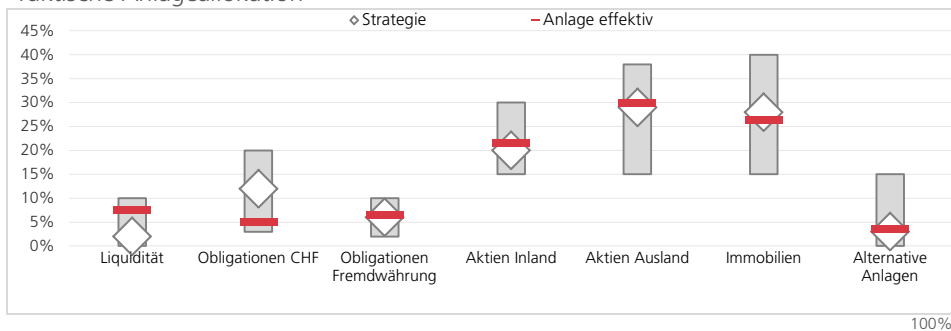 Taktische Anlageallokation
Strategie
Anlage effektiv
45%
40%
35%
30%
25%
20%
15%
10%
5%
0%
Liquidität
Obligationen CHF
Obligationen
Fremdwährung
Aktien Inland
Aktien Ausland
Immobilien
Alternative
Anlagen
100%